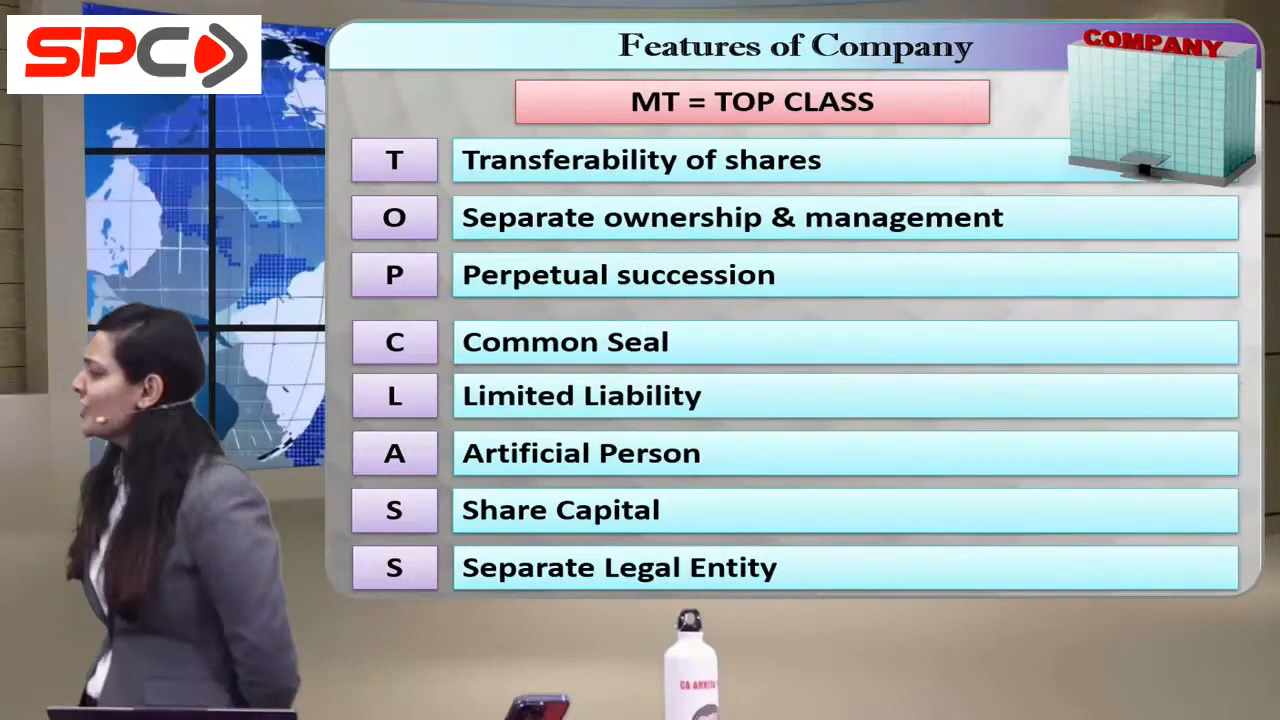 SPC
Features of Company
COMPANY
MT = TOP CLASS
T Transferability of shares
O Separate ownership & management
P Perpetual succession
C Common Seal
L Limited Liability
A Artificial Person
S Share Capital
S Separate Legal Entity
CA